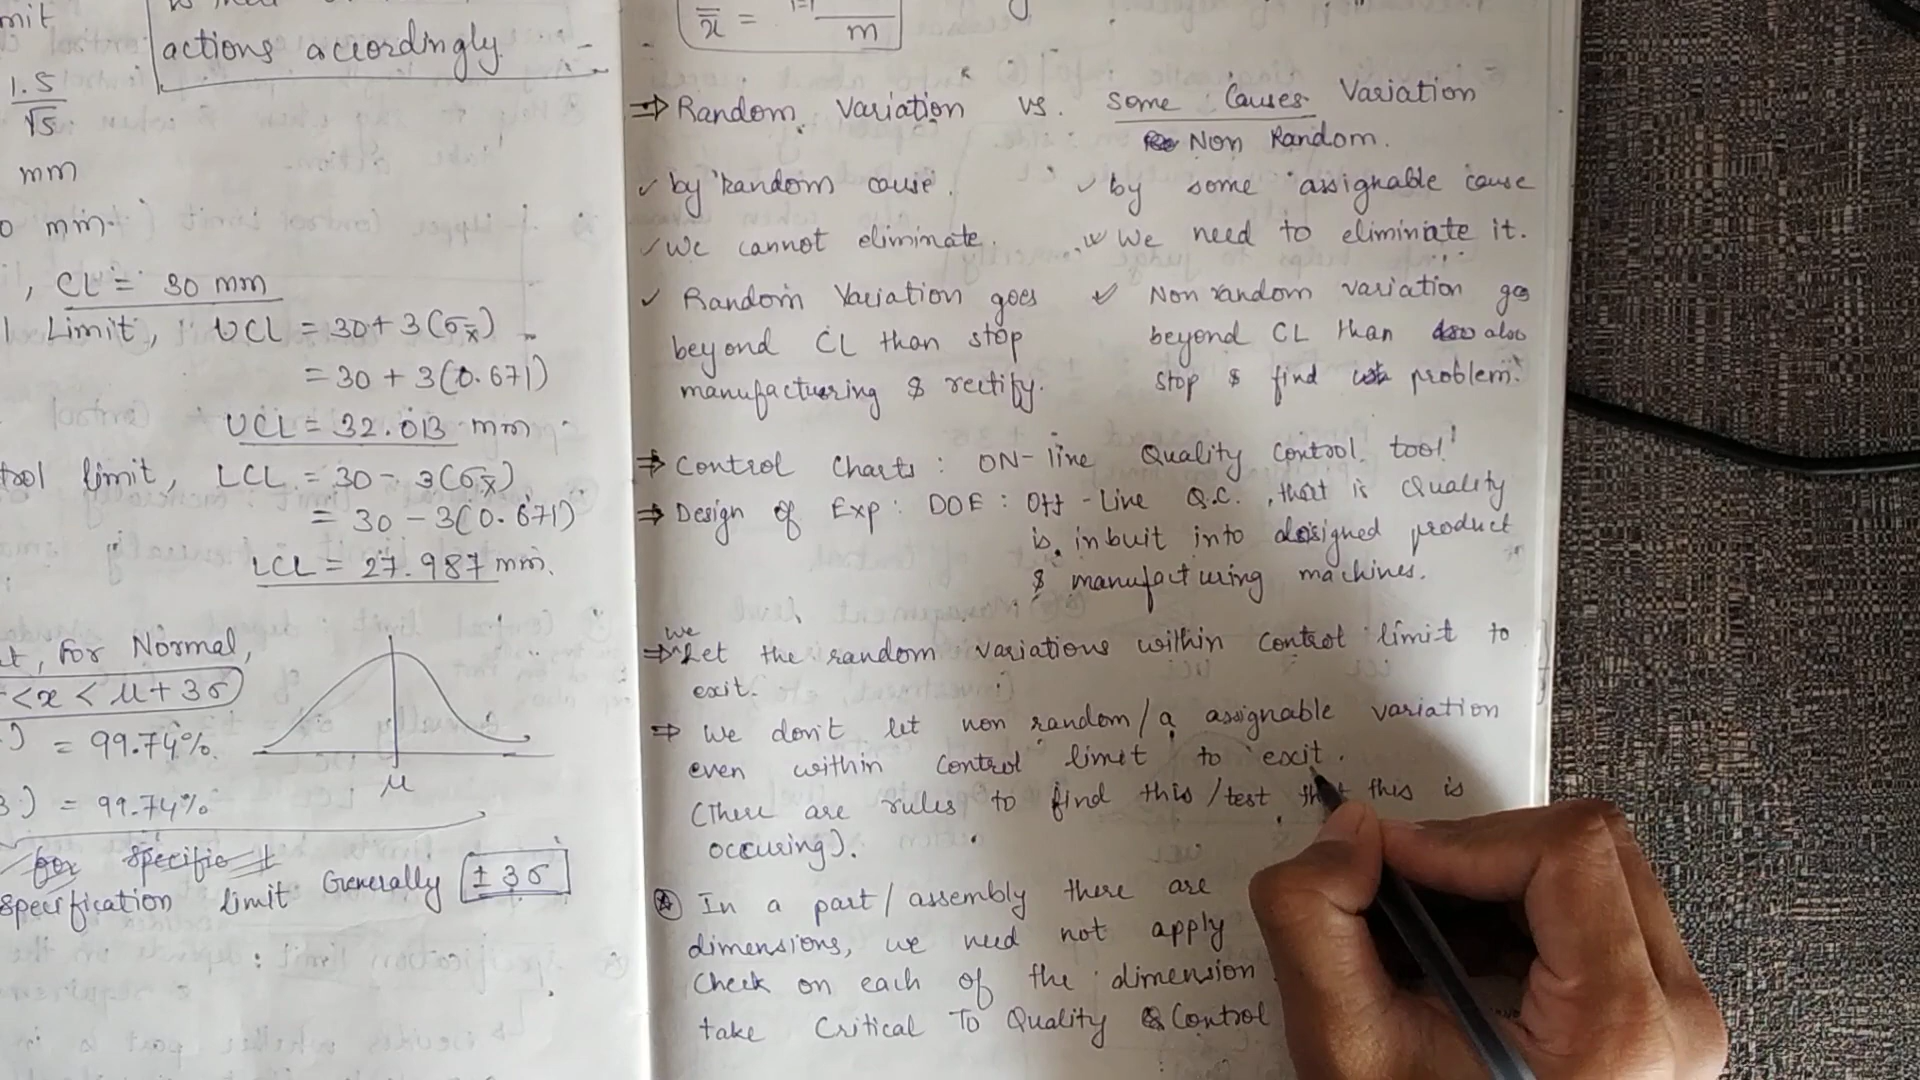 mit
actions accordingly.
1.5
√5
mm
mm.
, CL = 30 mm
Limit, UCL = 30 + 3(σx̄)
= 30 + 3(0.671)
UCL = 32.013 mm
limit, LCL = 30 - 3(σx̄)
= 30 - 3(0.671)
LCL = 27.987 mm.
, For Normal,
< x < μ + 3σ
) = 99.74%
μ
3) = 99.74%
for specific
specification limit Generally ± 3σ
x̿ = i=1 / m
⇒ Random Variation vs. Some Causes Variation
Non Random.
✓ by Random cause. ✓ by some assignable cause
✓ We cannot eliminate. We need to eliminiate it.
✓ Random Variation goes ✓ Non random variation goes
beyond CL than stop beyond CL than also
manufacturing & rectify. stop & find problem.
⇒ Control Charts : ON-line Quality Control tool
⇒ Design of Exp : DOE : Off-Line Q.C., that is Quality
is inbuit into designed product
& manufacturing machines.
we
⇒ Let the random variations within control limit to
exit.
⇒ We don't let non random/a assignable variation
even within control limit to excit.
(There are rules to find this/test this is
occuring).
In a part/assembly there are
dimensions, we need not apply
Check on each of the dimension
take Critical To Quality & Control